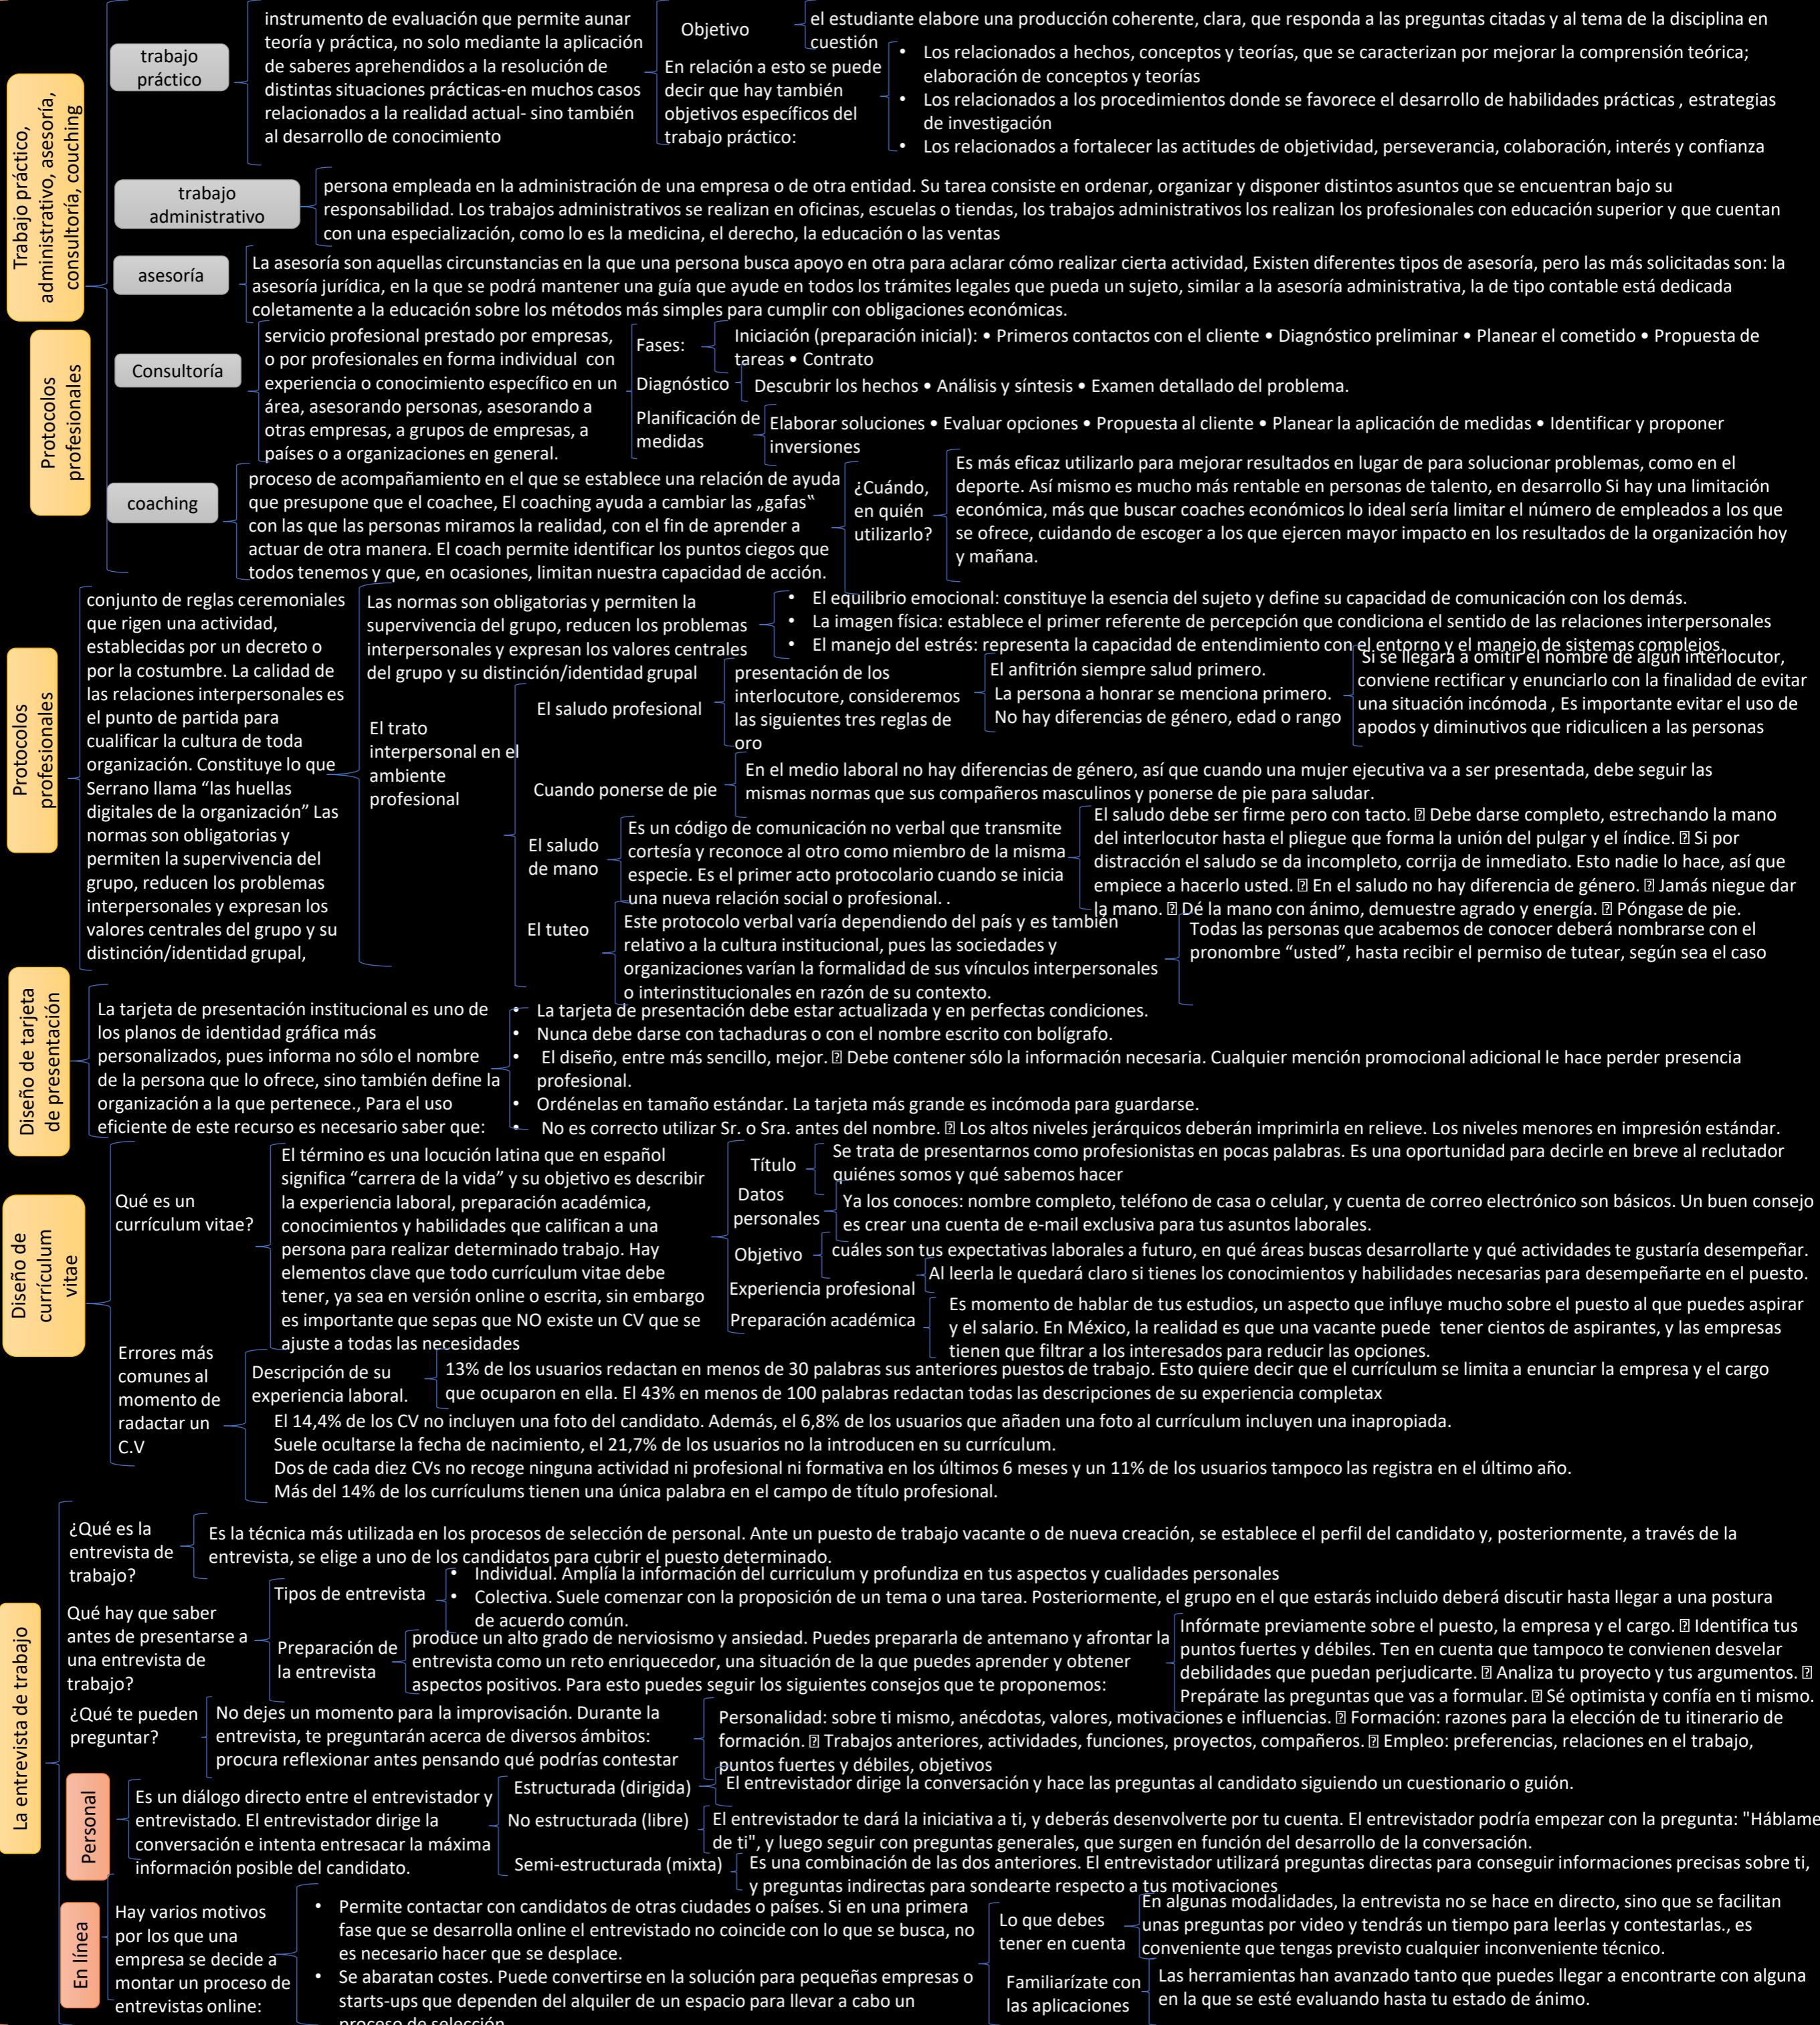 Trabajo práctico,
administrativo, asesoría,
consultoría, couching
trabajo
práctico
instrumento de evaluación que permite aunar
teoría y práctica, no solo mediante la aplicación
de saberes aprehendidos a la resolución de
distintas situaciones prácticas-en muchos casos
relacionados a la realidad actual- sino también
al desarrollo de conocimiento
Objetivo
el estudiante elabore una producción coherente, clara, que responda a las preguntas citadas y al tema de la disciplina en
cuestión
En relación a esto se puede
decir que hay también
objetivos específicos del
trabajo práctico:
• Los relacionados a hechos, conceptos y teorías, que se caracterizan por mejorar la comprensión teórica;
elaboración de conceptos y teorías
• Los relacionados a los procedimientos donde se favorece el desarrollo de habilidades prácticas , estrategias
de investigación
• Los relacionados a fortalecer las actitudes de objetividad, perseverancia, colaboración, interés y confianza
trabajo
administrativo
persona empleada en la administración de una empresa o de otra entidad. Su tarea consiste en ordenar, organizar y disponer distintos asuntos que se encuentran bajo su
responsabilidad. Los trabajos administrativos se realizan en oficinas, escuelas o tiendas, los trabajos administrativos los realizan los profesionales con educación superior y que cuentan
con una especialización, como lo es la medicina, el derecho, la educación o las ventas
asesoría
La asesoría son aquellas circunstancias en la que una persona busca apoyo en otra para aclarar cómo realizar cierta actividad, Existen diferentes tipos de asesoría, pero las más solicitadas son: la
asesoría jurídica, en la que se podrá mantener una guía que ayude en todos los trámites legales que pueda un sujeto, similar a la asesoría administrativa, la de tipo contable está dedicada
coletamente a la educación sobre los métodos más simples para cumplir con obligaciones económicas.
Protocolos
profesionales
Consultoría
servicio profesional prestado por empresas,
o por profesionales en forma individual con
experiencia o conocimiento específico en un
área, asesorando personas, asesorando a
otras empresas, a grupos de empresas, a
países o a organizaciones en general.
Fases:
Iniciación (preparación inicial): • Primeros contactos con el cliente • Diagnóstico preliminar • Planear el cometido • Propuesta de
tareas • Contrato
Diagnóstico
Descubrir los hechos • Análisis y síntesis • Examen detallado del problema.
Planificación de
medidas
Elaborar soluciones • Evaluar opciones • Propuesta al cliente • Planear la aplicación de medidas • Identificar y proponer
inversiones
coaching
proceso de acompañamiento en el que se establece una relación de ayuda
que presupone que el coachee, El coaching ayuda a cambiar las „gafas‟
con las que las personas miramos la realidad, con el fin de aprender a
actuar de otra manera. El coach permite identificar los puntos ciegos que
todos tenemos y que, en ocasiones, limitan nuestra capacidad de acción.
¿Cuándo,
en quién
utilizarlo?
Es más eficaz utilizarlo para mejorar resultados en lugar de para solucionar problemas, como en el
deporte. Así mismo es mucho más rentable en personas de talento, en desarrollo Si hay una limitación
económica, más que buscar coaches económicos lo ideal sería limitar el número de empleados a los que
se ofrece, cuidando de escoger a los que ejercen mayor impacto en los resultados de la organización hoy
y mañana.
Protocolos
profesionales
conjunto de reglas ceremoniales
que rigen una actividad,
establecidas por un decreto o
por la costumbre. La calidad de
las relaciones interpersonales es
el punto de partida para
cualificar la cultura de toda
organización. Constituye lo que
Serrano llama “las huellas
digitales de la organización” Las
normas son obligatorias y
permiten la supervivencia del
grupo, reducen los problemas
interpersonales y expresan los
valores centrales del grupo y su
distinción/identidad grupal,
Las normas son obligatorias y permiten la
supervivencia del grupo, reducen los problemas
interpersonales y expresan los valores centrales
del grupo y su distinción/identidad grupal
• El equilibrio emocional: constituye la esencia del sujeto y define su capacidad de comunicación con los demás.
• La imagen física: establece el primer referente de percepción que condiciona el sentido de las relaciones interpersonales
• El manejo del estrés: representa la capacidad de entendimiento con el entorno y el manejo de sistemas complejos.
El trato
interpersonal en el
ambiente
profesional
El saludo profesional
presentación de los
interlocutore, consideremos
las siguientes tres reglas de
oro
El anfitrión siempre salud primero.
La persona a honrar se menciona primero.
No hay diferencias de género, edad o rango
Si se llegara a omitir el nombre de algún interlocutor,
conviene rectificar y enunciarlo con la finalidad de evitar
una situación incómoda , Es importante evitar el uso de
apodos y diminutivos que ridiculicen a las personas
Cuando ponerse de pie
En el medio laboral no hay diferencias de género, así que cuando una mujer ejecutiva va a ser presentada, debe seguir las
mismas normas que sus compañeros masculinos y ponerse de pie para saludar.
El saludo
de mano
Es un código de comunicación no verbal que transmite
cortesía y reconoce al otro como miembro de la misma
especie. Es el primer acto protocolario cuando se inicia
una nueva relación social o profesional. .
El saludo debe ser firme pero con tacto. ⍰ Debe darse completo, estrechando la mano
del interlocutor hasta el pliegue que forma la unión del pulgar y el índice. ⍰ Si por
distracción el saludo se da incompleto, corrija de inmediato. Esto nadie lo hace, así que
empiece a hacerlo usted. ⍰ En el saludo no hay diferencia de género. ⍰ Jamás niegue dar
la mano. ⍰ Dé la mano con ánimo, demuestre agrado y energía. ⍰ Póngase de pie.
El tuteo
Este protocolo verbal varía dependiendo del país y es también
relativo a la cultura institucional, pues las sociedades y
organizaciones varían la formalidad de sus vínculos interpersonales
o interinstitucionales en razón de su contexto.
Todas las personas que acabemos de conocer deberá nombrarse con el
pronombre “usted”, hasta recibir el permiso de tutear, según sea el caso
Diseño de tarjeta
de presentación
La tarjeta de presentación institucional es uno de
los planos de identidad gráfica más
personalizados, pues informa no sólo el nombre
de la persona que lo ofrece, sino también define la
organización a la que pertenece., Para el uso
eficiente de este recurso es necesario saber que:
• La tarjeta de presentación debe estar actualizada y en perfectas condiciones.
• Nunca debe darse con tachaduras o con el nombre escrito con bolígrafo.
• El diseño, entre más sencillo, mejor. ⍰ Debe contener sólo la información necesaria. Cualquier mención promocional adicional le hace perder presencia
profesional.
• Ordénelas en tamaño estándar. La tarjeta más grande es incómoda para guardarse.
• No es correcto utilizar Sr. o Sra. antes del nombre. ⍰ Los altos niveles jerárquicos deberán imprimirla en relieve. Los niveles menores en impresión estándar.
Diseño de
currículum
vitae
Qué es un
currículum vitae?
El término es una locución latina que en español
significa “carrera de la vida” y su objetivo es describir
la experiencia laboral, preparación académica,
conocimientos y habilidades que califican a una
persona para realizar determinado trabajo. Hay
elementos clave que todo currículum vitae debe
tener, ya sea en versión online o escrita, sin embargo
es importante que sepas que NO existe un CV que se
ajuste a todas las necesidades
Título
Se trata de presentarnos como profesionistas en pocas palabras. Es una oportunidad para decirle en breve al reclutador
quiénes somos y qué sabemos hacer
Datos
personales
Ya los conoces: nombre completo, teléfono de casa o celular, y cuenta de correo electrónico son básicos. Un buen consejo
es crear una cuenta de e-mail exclusiva para tus asuntos laborales.
Objetivo
cuáles son tus expectativas laborales a futuro, en qué áreas buscas desarrollarte y qué actividades te gustaría desempeñar.
Experiencia profesional
Al leerla le quedará claro si tienes los conocimientos y habilidades necesarias para desempeñarte en el puesto.
Preparación académica
Es momento de hablar de tus estudios, un aspecto que influye mucho sobre el puesto al que puedes aspirar
y el salario. En México, la realidad es que una vacante puede tener cientos de aspirantes, y las empresas
tienen que filtrar a los interesados para reducir las opciones.
Errores más
comunes al
momento de
radactar un
C.V
Descripción de su
experiencia laboral.
13% de los usuarios redactan en menos de 30 palabras sus anteriores puestos de trabajo. Esto quiere decir que el currículum se limita a enunciar la empresa y el cargo
que ocuparon en ella. El 43% en menos de 100 palabras redactan todas las descripciones de su experiencia completax
El 14,4% de los CV no incluyen una foto del candidato. Además, el 6,8% de los usuarios que añaden una foto al currículum incluyen una inapropiada.
Suele ocultarse la fecha de nacimiento, el 21,7% de los usuarios no la introducen en su currículum.
Dos de cada diez CVs no recoge ninguna actividad ni profesional ni formativa en los últimos 6 meses y un 11% de los usuarios tampoco las registra en el último año.
Más del 14% de los currículums tienen una única palabra en el campo de título profesional.
La entrevista de trabajo
¿Qué es la
entrevista de
trabajo?
Es la técnica más utilizada en los procesos de selección de personal. Ante un puesto de trabajo vacante o de nueva creación, se establece el perfil del candidato y, posteriormente, a través de la
entrevista, se elige a uno de los candidatos para cubrir el puesto determinado.
Qué hay que saber
antes de presentarse a
una entrevista de
trabajo?
Tipos de entrevista
• Individual. Amplía la información del curriculum y profundiza en tus aspectos y cualidades personales
• Colectiva. Suele comenzar con la proposición de un tema o una tarea. Posteriormente, el grupo en el que estarás incluido deberá discutir hasta llegar a una postura
de acuerdo común.
Preparación de
la entrevista
produce un alto grado de nerviosismo y ansiedad. Puedes prepararla de antemano y afrontar la
entrevista como un reto enriquecedor, una situación de la que puedes aprender y obtener
aspectos positivos. Para esto puedes seguir los siguientes consejos que te proponemos:
Infórmate previamente sobre el puesto, la empresa y el cargo. ⍰ Identifica tus
puntos fuertes y débiles. Ten en cuenta que tampoco te convienen desvelar
debilidades que puedan perjudicarte. ⍰ Analiza tu proyecto y tus argumentos. ⍰
Prepárate las preguntas que vas a formular. ⍰ Sé optimista y confía en ti mismo.
¿Qué te pueden
preguntar?
No dejes un momento para la improvisación. Durante la
entrevista, te preguntarán acerca de diversos ámbitos:
procura reflexionar antes pensando qué podrías contestar
Personalidad: sobre ti mismo, anécdotas, valores, motivaciones e influencias. ⍰ Formación: razones para la elección de tu itinerario de
formación. ⍰ Trabajos anteriores, actividades, funciones, proyectos, compañeros. ⍰ Empleo: preferencias, relaciones en el trabajo,
puntos fuertes y débiles, objetivos
Personal
Es un diálogo directo entre el entrevistador y
entrevistado. El entrevistador dirige la
conversación e intenta entresacar la máxima
información posible del candidato.
Estructurada (dirigida)
El entrevistador dirige la conversación y hace las preguntas al candidato siguiendo un cuestionario o guión.
No estructurada (libre)
El entrevistador te dará la iniciativa a ti, y deberás desenvolverte por tu cuenta. El entrevistador podría empezar con la pregunta: "Háblame
de ti", y luego seguir con preguntas generales, que surgen en función del desarrollo de la conversación.
Semi-estructurada (mixta)
Es una combinación de las dos anteriores. El entrevistador utilizará preguntas directas para conseguir informaciones precisas sobre ti,
y preguntas indirectas para sondearte respecto a tus motivaciones
En línea
Hay varios motivos
por los que una
empresa se decide a
montar un proceso de
entrevistas online:
• Permite contactar con candidatos de otras ciudades o países. Si en una primera
fase que se desarrolla online el entrevistado no coincide con lo que se busca, no
es necesario hacer que se desplace.
• Se abaratan costes. Puede convertirse en la solución para pequeñas empresas o
starts-ups que dependen del alquiler de un espacio para llevar a cabo un
proceso de selección
Lo que debes
tener en cuenta
En algunas modalidades, la entrevista no se hace en directo, sino que se facilitan
unas preguntas por video y tendrás un tiempo para leerlas y contestarlas., es
conveniente que tengas previsto cualquier inconveniente técnico.
Familiarízate con
las aplicaciones
Las herramientas han avanzado tanto que puedes llegar a encontrarte con alguna
en la que se esté evaluando hasta tu estado de ánimo.